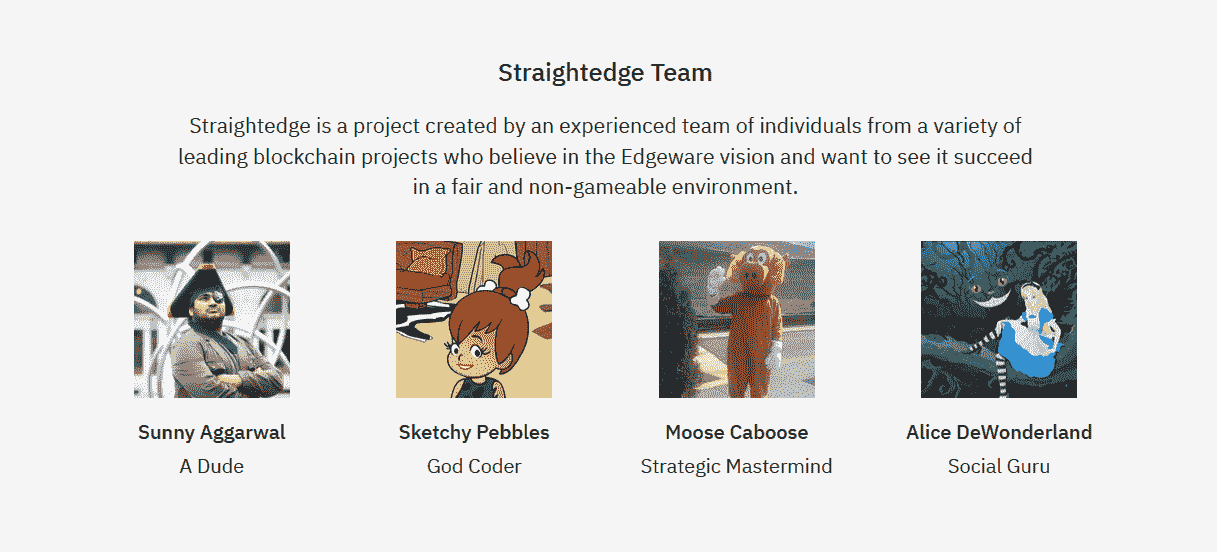 Straightedge Team
Straightedge is a project created by an experienced team of individuals from a variety of
leading blockchain projects who believe in the Edgeware vision and want to see it succeed
in a fair and non-gameable environment.
Sunny Aggarwal
A Dude
Sketchy Pebbles
God Coder
Moose Caboose
Strategic Mastermind
Alice DeWonderland
Social Guru